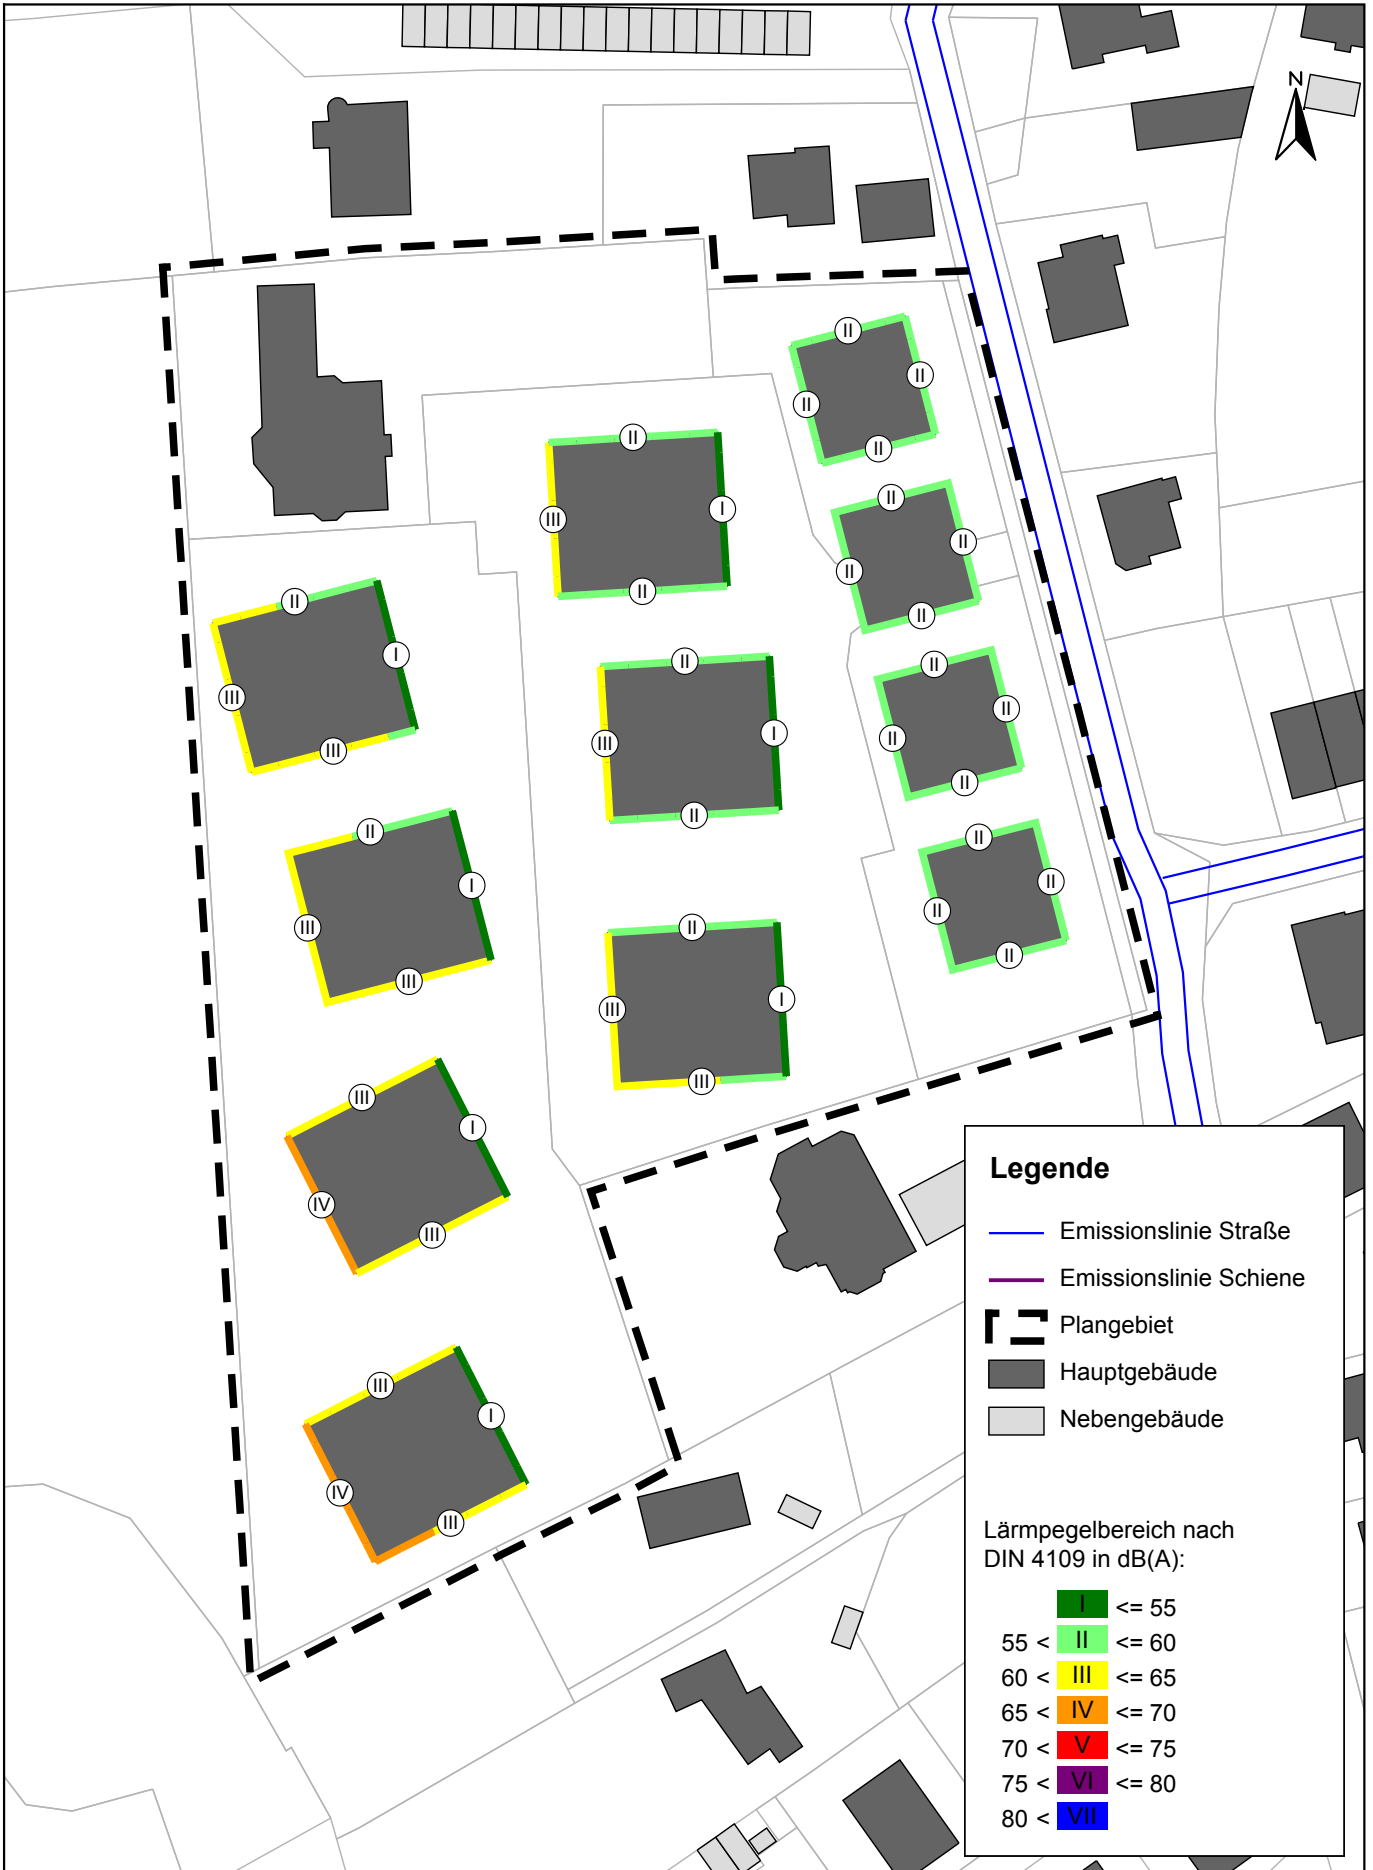 N
II
II
II
II
II
III
I
II
II
II
II
II
II
III
I
III
II
III
I
II
II
II
II
II
II
III
I
III
II
II
II
II
II
III
I
III
III
I
IV
III
III
I
IV
III
Legende
Emissionslinie Straße
Emissionslinie Schiene
Plangebiet
Hauptgebäude
Nebengebäude
Lärmpegelbereich nach
DIN 4109 in dB(A):
I <= 55
55 < II <= 60
60 < III <= 65
65 < IV <= 70
70 < V <= 75
75 < VI <= 80
80 < VII